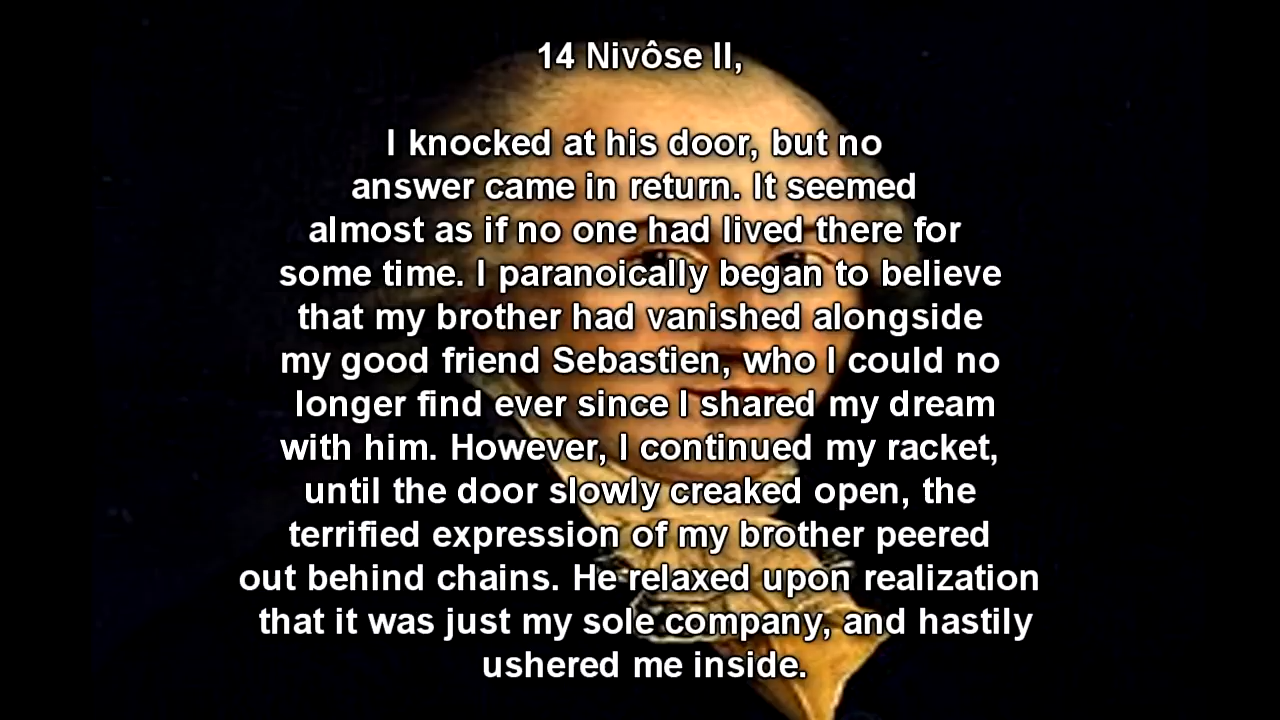 14 Nivôse II,
I knocked at his door, but no
answer came in return. It seemed
almost as if no one had lived there for
some time. I paranoically began to believe
that my brother had vanished alongside
my good friend Sebastien, who I could no
longer find ever since I shared my dream
with him. However, I continued my racket,
until the door slowly creaked open, the
terrified expression of my brother peered
out behind chains. He relaxed upon realization
that it was just my sole company, and hastily
ushered me inside.